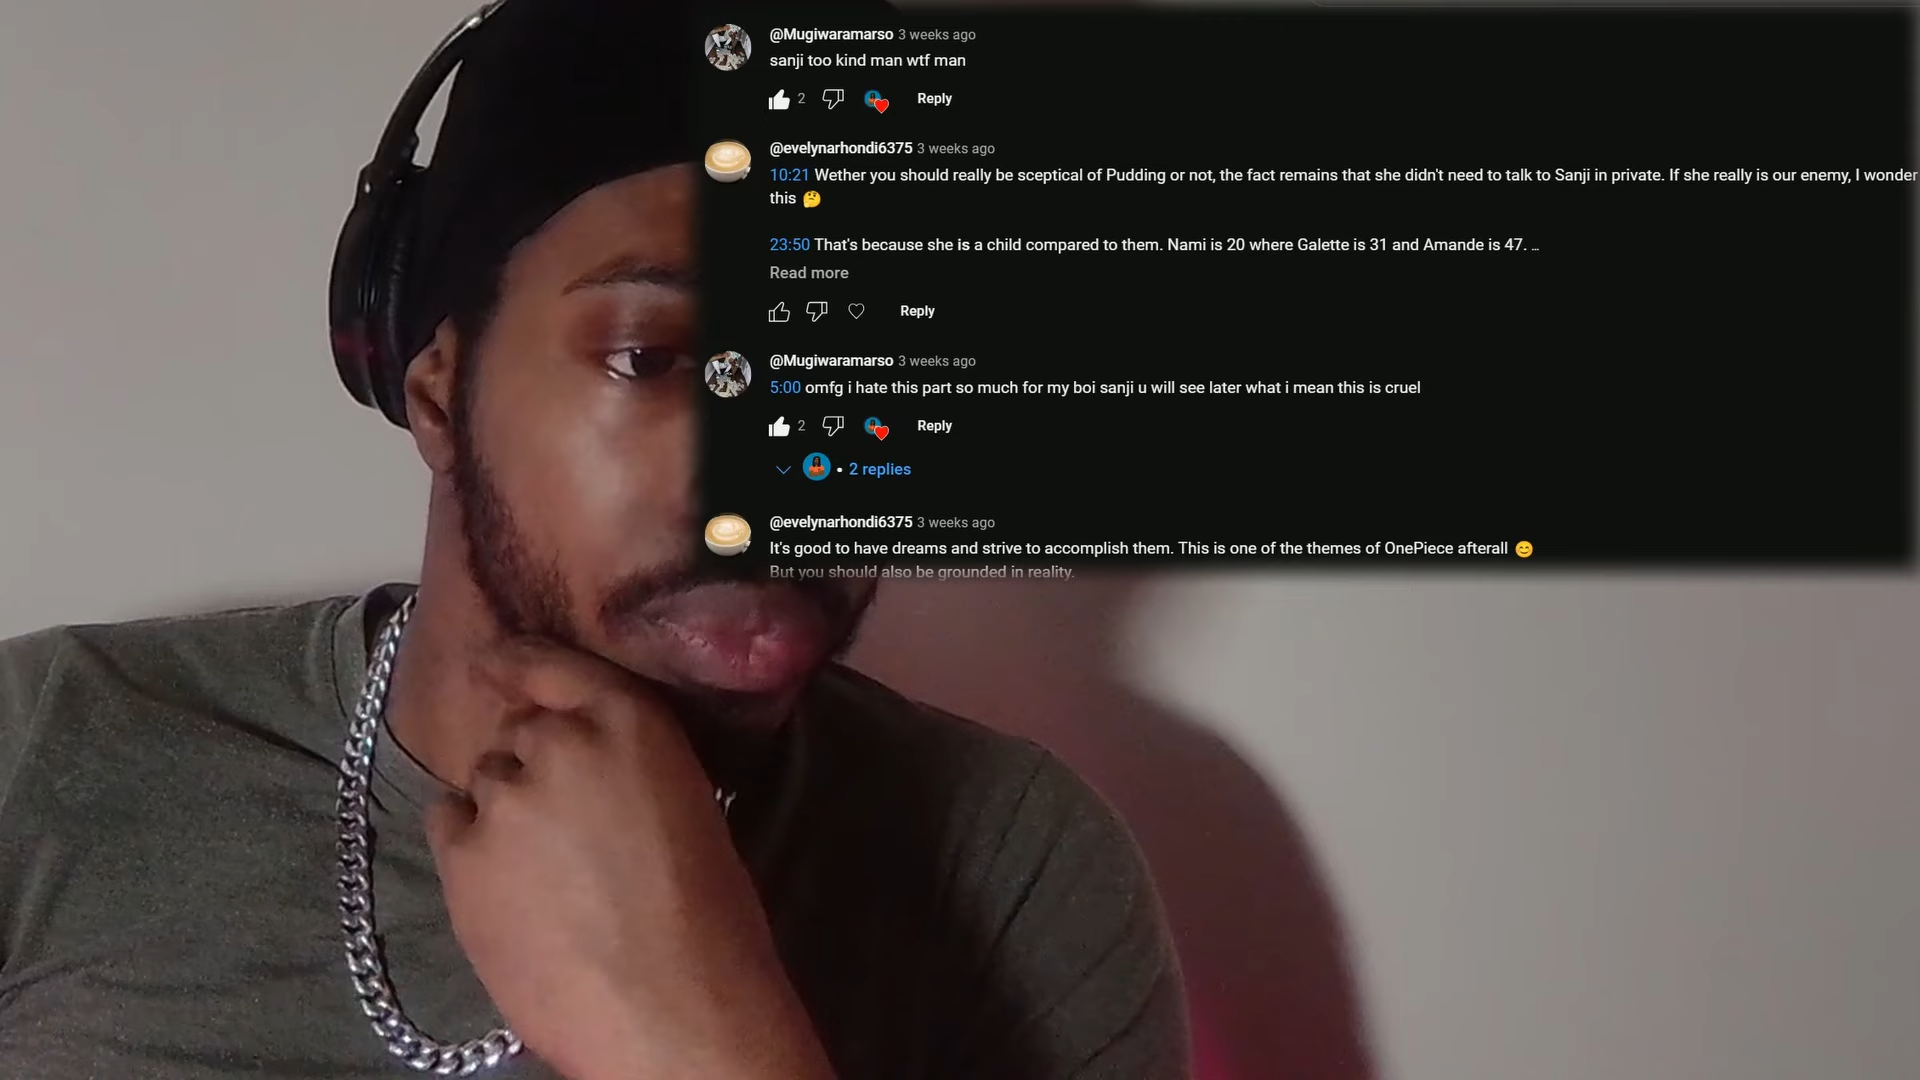 @Mugiwaramarso 3 weeks ago
sanji too kind man wtf man
2 Reply
@evelynarhondi6375 3 weeks ago
10:21 Wether you should really be sceptical of Pudding or not, the fact remains that she didn't need to talk to Sanji in private. If she really is our enemy, I wonder
this 🤔
23:50 That's because she is a child compared to them. Nami is 20 where Galette is 31 and Amande is 47. ...
Read more
Reply
@Mugiwaramarso 3 weeks ago
5:00 omfg i hate this part so much for my boi sanji u will see later what i mean this is cruel
2 Reply
• 2 replies
@evelynarhondi6375 3 weeks ago
It's good to have dreams and strive to accomplish them. This is one of the themes of OnePiece afterall 😊
But you should also be grounded in reality.